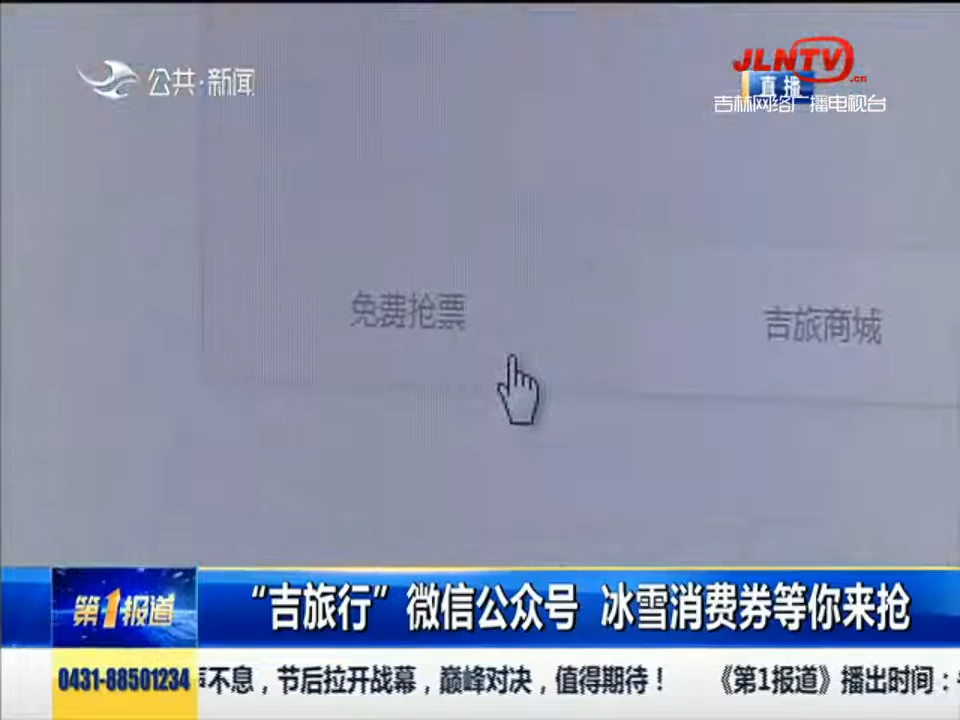 公共·新闻
JLNTV.cn
直播
吉林网络广播电视台
免费抢票
吉旅商城
第1报道
“吉旅行”微信公众号 冰雪消费券等你来抢
0431-88501234
不息，节后拉开战幕，巅峰对决，值得期待！ 《第1报道》播出时间：